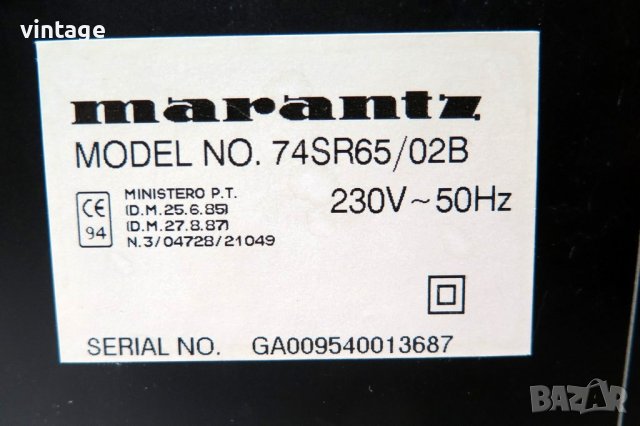 vintage
marantz
MODEL NO. 74SR65/02B
CE
94
MINISTERO P.T.
(D.M.25.6.85)
(D.M.27.8.87)
N.3/04728/21049
230V~50Hz
SERIAL NO. GA009540013687
BAZAR